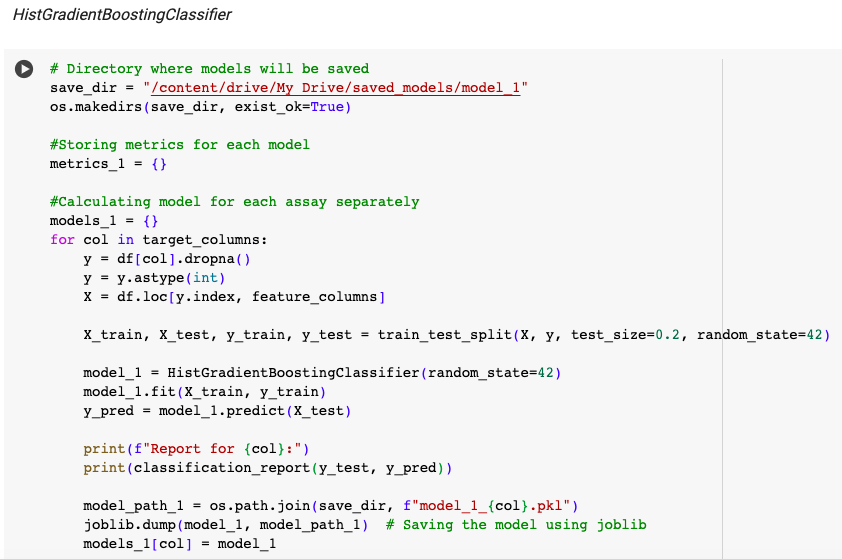 HistGradientBoostingClassifier
# Directory where models will be saved
save_dir = "/content/drive/My Drive/saved_models/model_1"
os.makedirs(save_dir, exist_ok=True)
#Storing metrics for each model
metrics_1 = {}
#Calculating model for each assay separately
models_1 = {}
for col in target_columns:
    y = df[col].dropna()
    y = y.astype(int)
    X = df.loc[y.index, feature_columns]
    X_train, X_test, y_train, y_test = train_test_split(X, y, test_size=0.2, random_state=42)
    model_1 = HistGradientBoostingClassifier(random_state=42)
    model_1.fit(X_train, y_train)
    y_pred = model_1.predict(X_test)
    print(f"Report for {col}:")
    print(classification_report(y_test, y_pred))
    model_path_1 = os.path.join(save_dir, f"model_1_{col}.pkl")
    joblib.dump(model_1, model_path_1)  # Saving the model using joblib
    models_1[col] = model_1